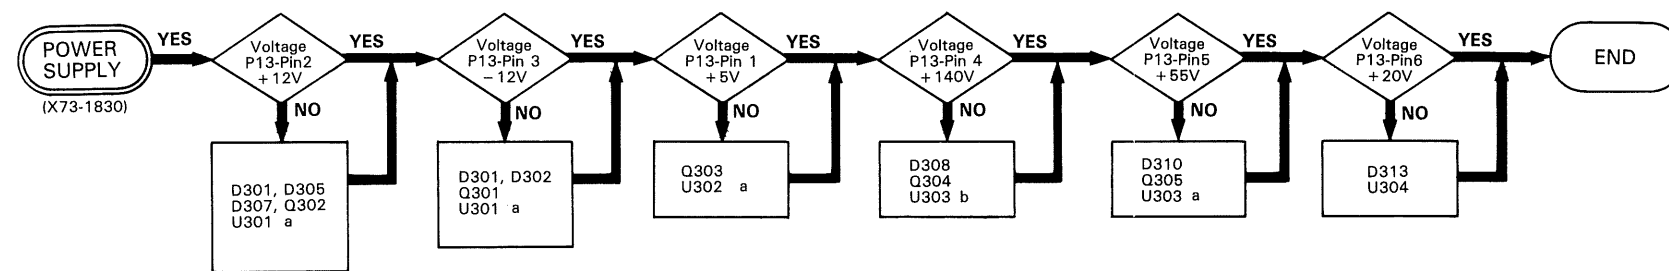 POWER
SUPPLY
(X73-1830)
YES
Voltage
P13-Pin2
+12V
YES
NO
D301, D305
D307, Q302
U301 a
Voltage
P13-Pin 3
−12V
YES
NO
D301, D302
Q301
U301 a
Voltage
P13-Pin 1
+5V
YES
NO
Q303
U302 a
Voltage
P13-Pin 4
+140V
YES
NO
D308
Q304
U303 b
Voltage
P13-Pin5
+55V
YES
NO
D310
Q305
U303 a
Voltage
P13-Pin6
+20V
YES
NO
D313
U304
END